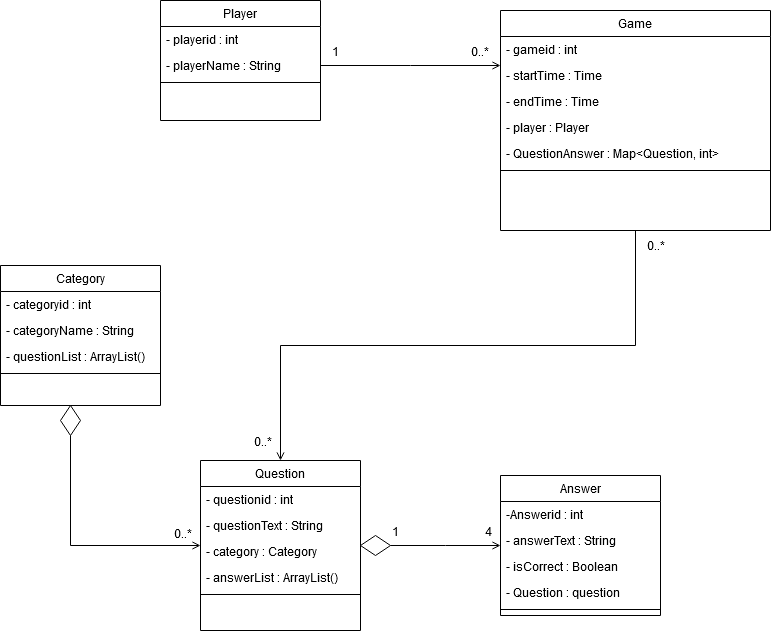 Player
- playerid : int
- playerName : String
1
0..*
Game
- gameid : int
- startTime : Time
- endTime : Time
- player : Player
- QuestionAnswer : Map<Question, int>
0..*
Category
- categoryid : int
- categoryName : String
- questionList : ArrayList()
0..*
0..*
Question
- questionid : int
- questionText : String
- category : Category
- answerList : ArrayList()
1
4
Answer
-Answerid : int
- answerText : String
- isCorrect : Boolean
- Question : question